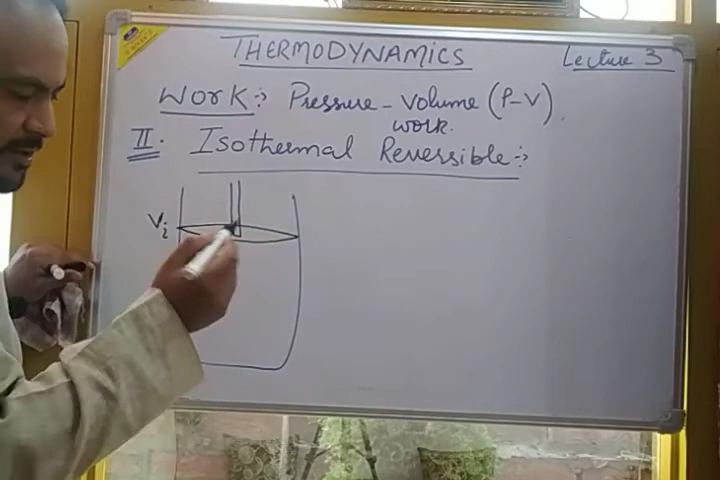 THERMODYNAMICS
Lecture 3
Work :- Pressure - Volume (P-V)
work.
II. Isothermal Reversible :-
Vi